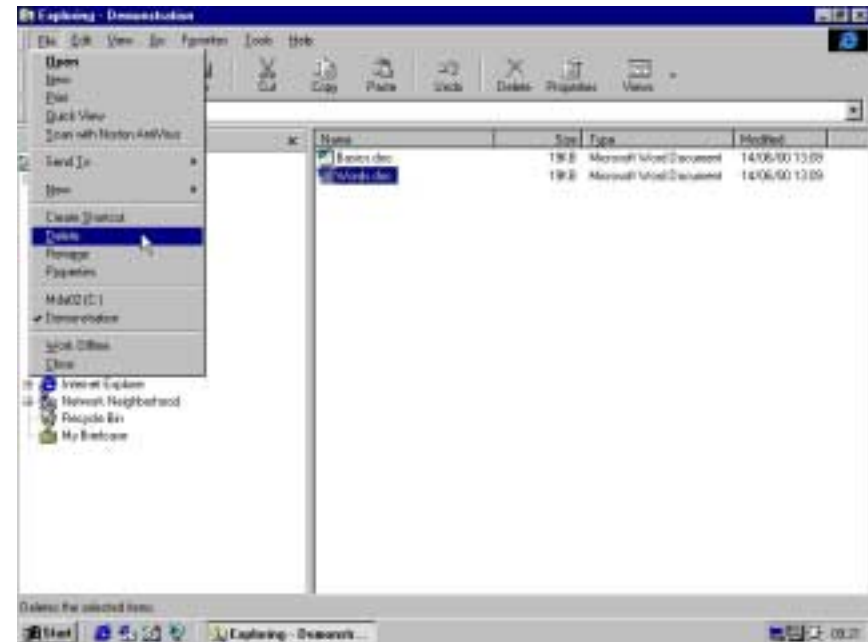 Exploring - Demonstration
File Edit View Go Favorites Tools Help
Cut Copy Paste Undo Delete Properties Views
Open
New
Print
Quick View
Scan with Norton AntiVirus
Send To
New
Create Shortcut
Delete
Rename
Properties
(C:)
Demonstration
Work Offline
Close
Internet Explorer
Network Neighborhood
Recycle Bin
My Briefcase
Name Size Type Modified
Basics.doc 19KB Microsoft Word Document 14/06/00 13:09
Words.doc 19KB Microsoft Word Document 14/06/00 13:09
Deletes the selected items.
Start Exploring - Demonstr...